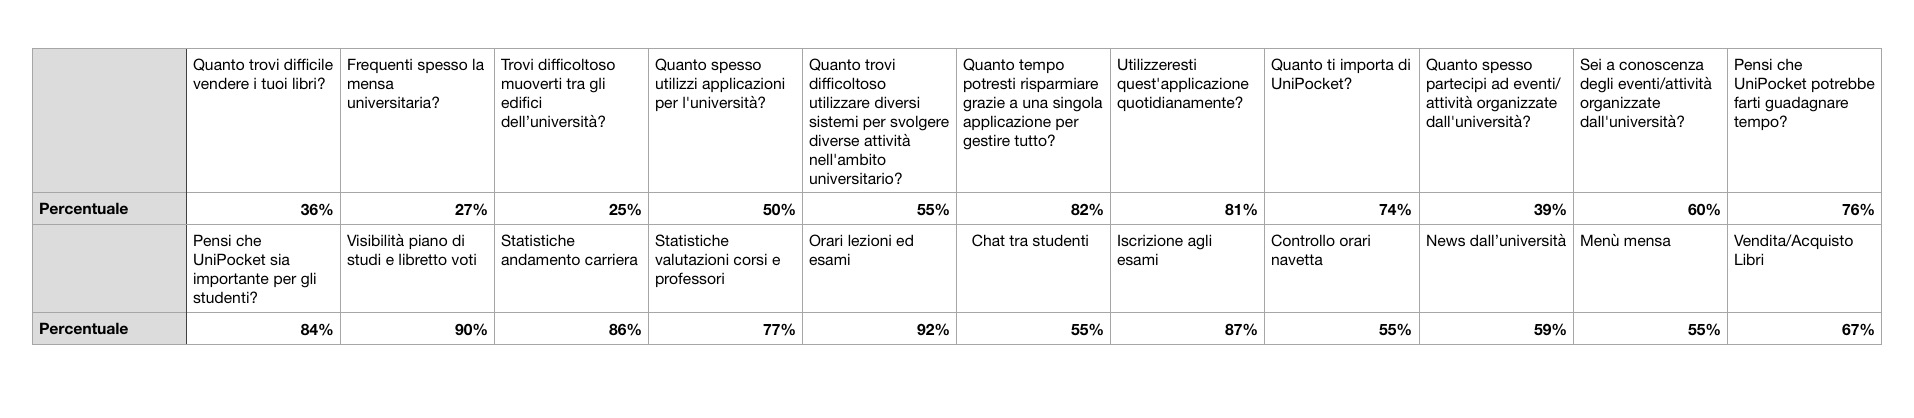 Quanto trovi difficile
vendere i tuoi libri?
Frequenti spesso la
mensa
universitaria?
Trovi difficoltoso
muoverti tra gli
edifici
dell’università?
Quanto spesso
utilizzi applicazioni
per l'università?
Quanto trovi
difficoltoso
utilizzare diversi
sistemi per svolgere
diverse attività
nell'ambito
universitario?
Quanto tempo
potresti risparmiare
grazie a una singola
applicazione per
gestire tutto?
Utilizzeresti
quest'applicazione
quotidianamente?
Quanto ti importa di
UniPocket?
Quanto spesso
partecipi ad eventi/
attività organizzate
dall'università?
Sei a conoscenza
degli eventi/attività
organizzate
dall'università?
Pensi che
UniPocket potrebbe
farti guadagnare
tempo?
Percentuale 36% 27% 25% 50% 55% 82% 81% 74% 39% 60% 76%
Pensi che
UniPocket sia
importante per gli
studenti?
Visibilità piano di
studi e libretto voti
Statistiche
andamento carriera
Statistiche
valutazioni corsi e
professori
Orari lezioni ed
esami
Chat tra studenti
Iscrizione agli
esami
Controllo orari
navetta
News dall’università
Menù mensa
Vendita/Acquisto
Libri
Percentuale 84% 90% 86% 77% 92% 55% 87% 55% 59% 55% 67%